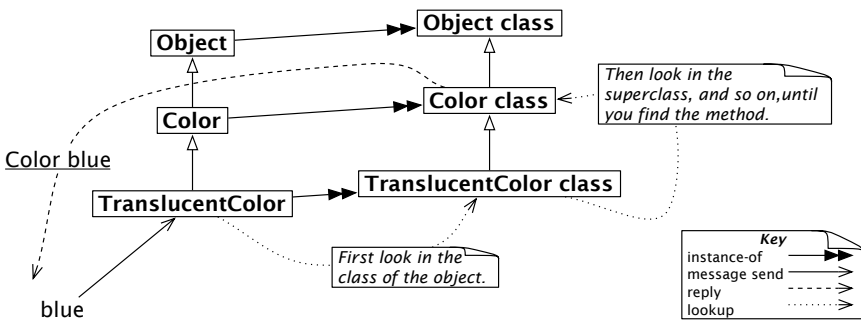 Object
Object class
Then look in the
superclass, and so on,until
you find the method.
Color
Color class
Color blue
TranslucentColor
TranslucentColor class
First look in the
class of the object.
blue
Key
instance-of
message send
reply
lookup